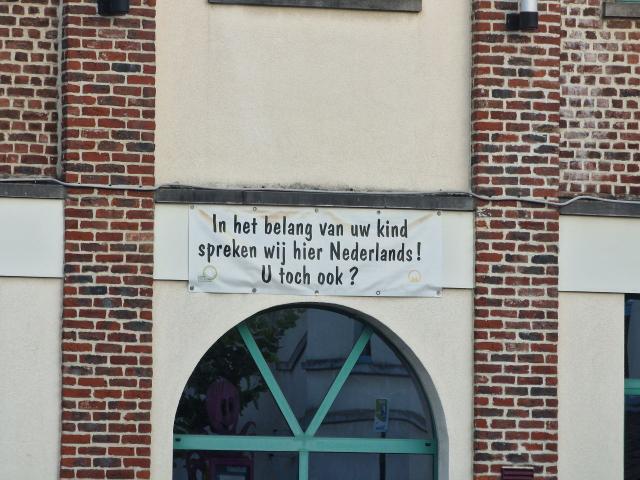 In het belang van uw kind
spreken wij hier Nederlands!
U toch ook?